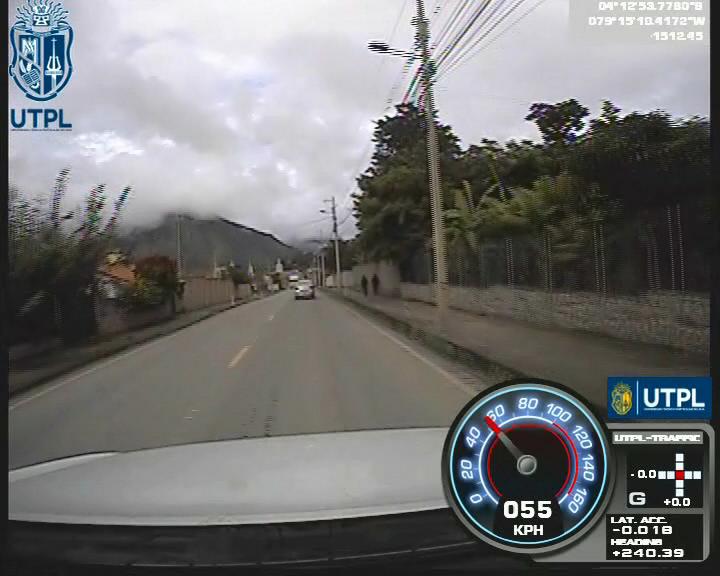 04°12'53.7780"S
079°15'10.4172"W
1512.45
UTPL
UTPL
UTPL-TRAFFIC
0
20
40
60
80
100
120
140
160
055
KPH
-0.0
G
+0.0
LAT. ACC.
-0.018
HEADING
+240.39